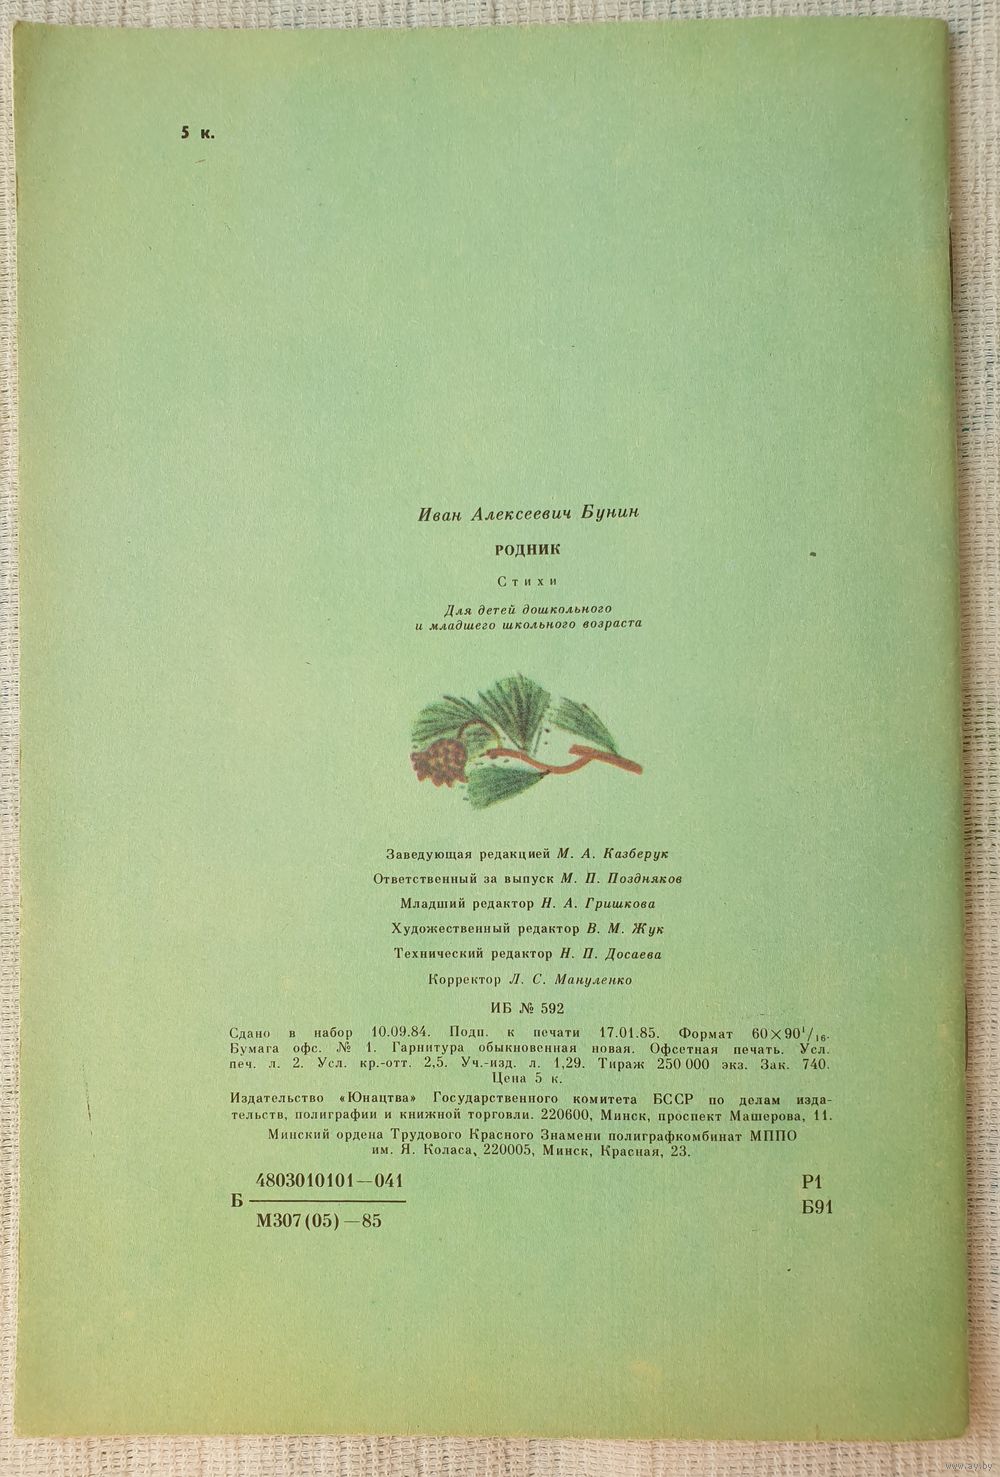 5 к.
Иван Алексеевич Бунин
РОДНИК
Стихи
Для детей дошкольного
и младшего школьного возраста
Заведующая редакцией М. А. Казберук
Ответственный за выпуск М. П. Поздняков
Младший редактор Н. А. Гришкова
Художественный редактор В. М. Жук
Технический редактор Н. П. Досаева
Корректор Л. С. Мануленко
ИБ № 592
Сдано в набор 10.09.84. Подп. к печати 17.01.85. Формат 60×90¹/₁₆.
Бумага офс. № 1. Гарнитура обыкновенная новая. Офсетная печать. Усл.
печ. л. 2. Усл. кр.-отт. 2,5. Уч.-изд. л. 1,29. Тираж 250 000 экз. Зак. 740.
Цена 5 к.
Издательство «Юнацтва» Государственного комитета БССР по делам изда-
тельств, полиграфии и книжной торговли. 220600, Минск, проспект Машерова, 11.
Минский ордена Трудового Красного Знамени полиграфкомбинат МППО
им. Я. Коласа, 220005, Минск, Красная, 23.
4803010101—041
Б
М307(05)—85
Р1
Б91
www.ay.by